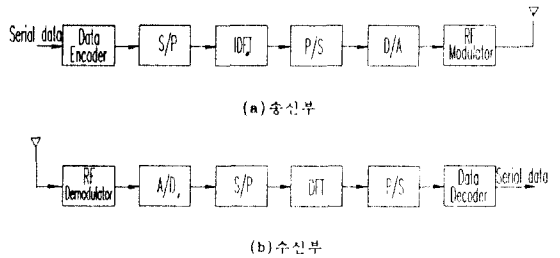 Serial data
Data Encoder
S/P
IDFT
P/S
D/A
RF Modulator
(a)송신부
RF Demodulator
A/D
S/P
DFT
P/S
Data Decoder
Serial data
(b)수신부